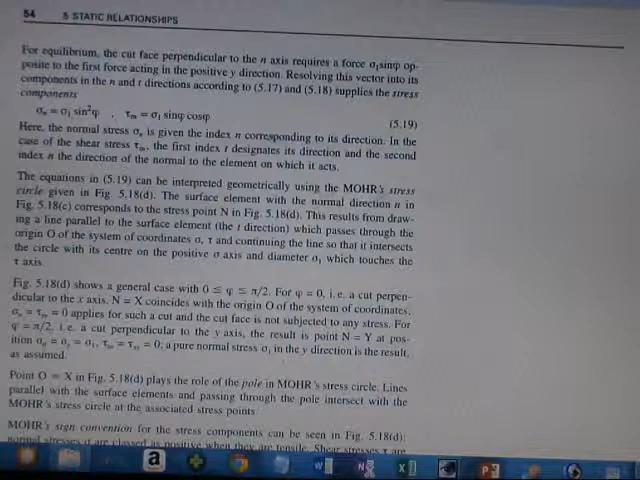 54 5 STATIC RELATIONSHIPS
For equilibrium, the cut face perpendicular to the n axis requires a force σ₁sinφ op-
posite to the first force acting in the positive y direction. Resolving this vector into its
components in the n and t directions according to (5.17) and (5.18) supplies the stress
components
σₙ = σ₁ sin²φ , τₜₙ = σ₁ sinφ cosφ (5.19)
Here, the normal stress σₙ is given the index n corresponding to its direction. In the
case of the shear stress τₜₙ, the first index t designates its direction and the second
index n the direction of the normal to the element on which it acts.
The equations in (5.19) can be interpreted geometrically using the MOHR's stress
circle given in Fig. 5.18(d). The surface element with the normal direction n in
Fig. 5.18(c) corresponds to the stress point N in Fig. 5.18(d). This results from draw-
ing a line parallel to the surface element (the t direction) which passes through the
origin O of the system of coordinates σ, τ and continuing the line so that it intersects
the circle with its centre on the positive σ axis and diameter σ₁ which touches the
τ axis.
Fig. 5.18(d) shows a general case with 0 ≤ φ ≤ π/2. For φ = 0, i.e. a cut perpen-
dicular to the x axis, N = X coincides with the origin O of the system of coordinates,
σₙ = τₜₙ = 0 applies for such a cut and the cut face is not subjected to any stress. For
φ = π/2, i.e. a cut perpendicular to the y axis, the result is point N = Y at pos-
ition σₙ = σᵧ = σ₁, = 0; a pure normal stress σ₁ in the y direction is the result,
as assumed.
Point O = X in Fig. 5.18(d) plays the role of the pole in MOHR's stress circle. Lines
parallel with the surface elements and passing through the pole intersect with the
MOHR's stress circle at the associated stress points.
MOHR's sign convention for the stress components can be seen in Fig. 5.18(d):
normal stresses σ are classed as positive when they are tensile. Shear stresses τ are
a W N X P